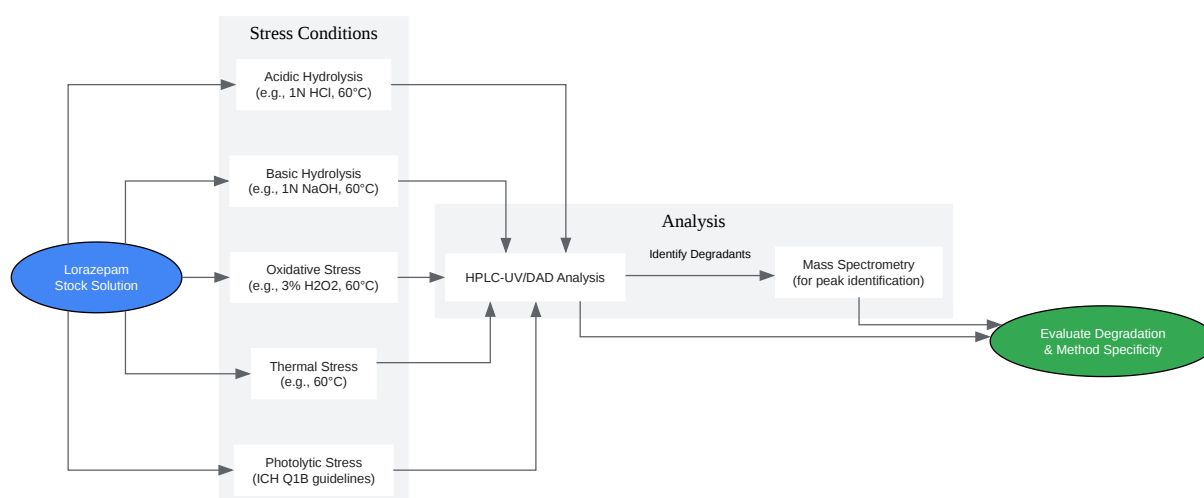 Stress Conditions
Acidic Hydrolysis
(e.g., 1N HCl, 60°C)
Basic Hydrolysis
(e.g., 1N NaOH, 60°C)
Lorazepam
Stock Solution
Oxidative Stress
(e.g., 3% H2O2, 60°C)
Thermal Stress
(e.g., 60°C)
Photolytic Stress
(ICH Q1B guidelines)
Analysis
HPLC-UV/DAD Analysis
Identify Degradants
Mass Spectrometry
(for peak identification)
Evaluate Degradation
& Method Specificity